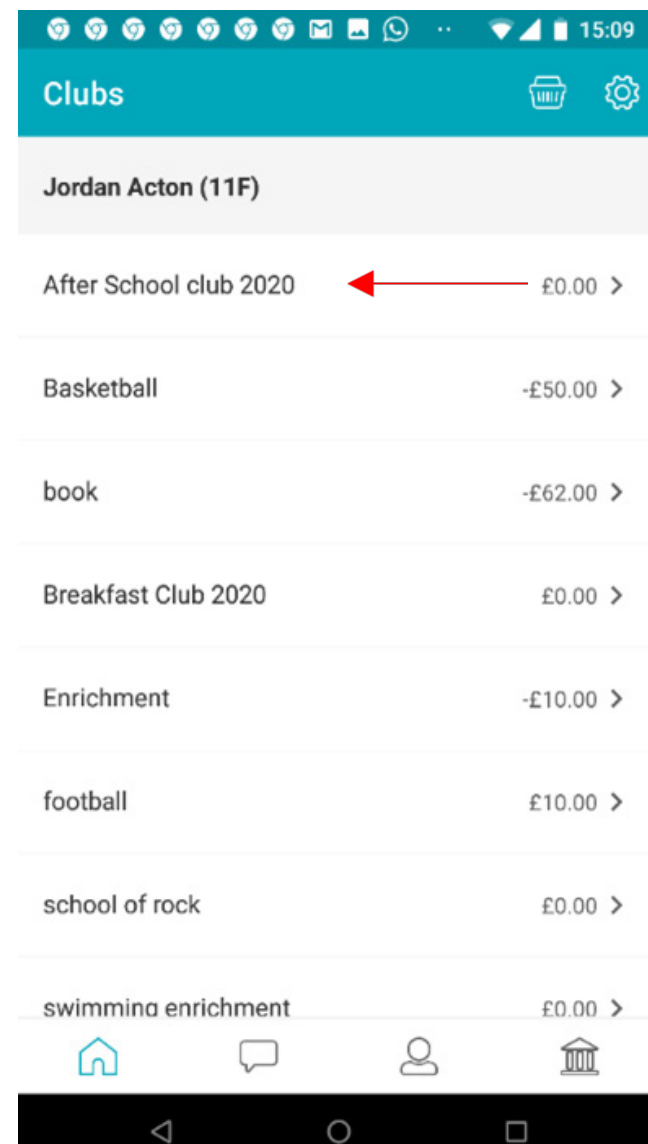 15:09
Clubs
Jordan Acton (11F)
After School club 2020 £0.00
Basketball -£50.00
book -£62.00
Breakfast Club 2020 £0.00
Enrichment -£10.00
football £10.00
school of rock £0.00
swimming enrichment £0.00